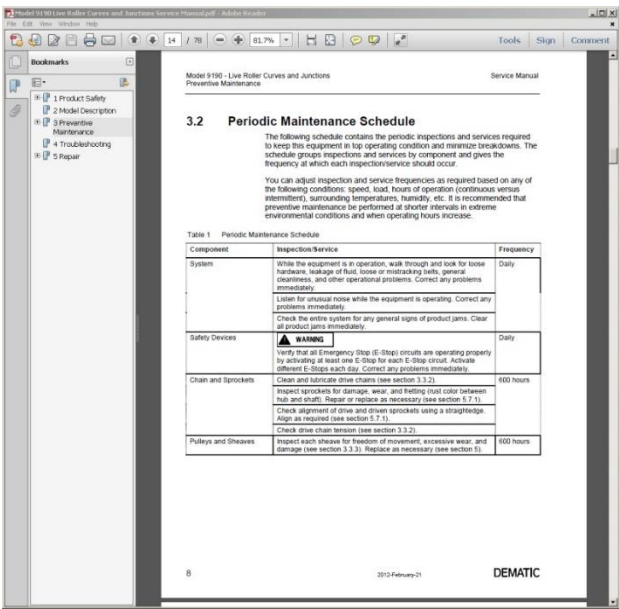 Model 9190 Live Roller Curves and Junctions Service Manual.pdf - Adobe Reader
File Edit View Window Help
14 / 78 81.7% Tools Sign Comment
Bookmarks
1 Product Safety
2 Model Description
3 Preventive
Maintenance
4 Troubleshooting
5 Repair
Model 9190 - Live Roller Curves and Junctions Service Manual
Preventive Maintenance
3.2 Periodic Maintenance Schedule
The following schedule contains the periodic inspections and services required
to keep this equipment in top operating condition and minimize breakdowns. The
schedule groups inspections and services by component and gives the
frequency at which each inspection/service should occur.
You can adjust inspection and service frequencies as required based on any of
the following conditions: speed, load, hours of operation (continuous versus
intermittent), surrounding temperatures, humidity, etc. It is recommended that
preventive maintenance be performed at shorter intervals in extreme
environmental conditions and when operating hours increase.
Table 1 Periodic Maintenance Schedule
Component Inspection/Service Frequency
System While the equipment is in operation, walk through and look for loose Daily
hardware, leakage of fluid, loose or mistracking belts, general
cleanliness, and other operational problems. Correct any problems
immediately.
Listen for unusual noise while the equipment is operating. Correct any
problems immediately.
Check the entire system for any general signs of product jams. Clear
all product jams immediately.
Safety Devices WARNING Daily
Verify that all Emergency Stop (E-Stop) circuits are operating properly
by activating at least one E-Stop for each E-Stop circuit. Activate
different E-Stops each day. Correct any problems immediately.
Chain and Sprockets Clean and lubricate drive chains (see section 3.3.2). 600 hours
Inspect sprockets for damage, wear, and fretting (rust color between
hub and shaft). Repair or replace as necessary (see section 5.7.1).
Check alignment of drive and driven sprockets using a straightedge.
Align as required (see section 5.7.1).
Check drive chain tension (see section 3.3.2).
Pulleys and Sheaves Inspect each sheave for freedom of movement, excessive wear, and 600 hours
damage (see section 3.3.3). Replace as necessary (see section 5).
8 2012-February-21 DEMATIC